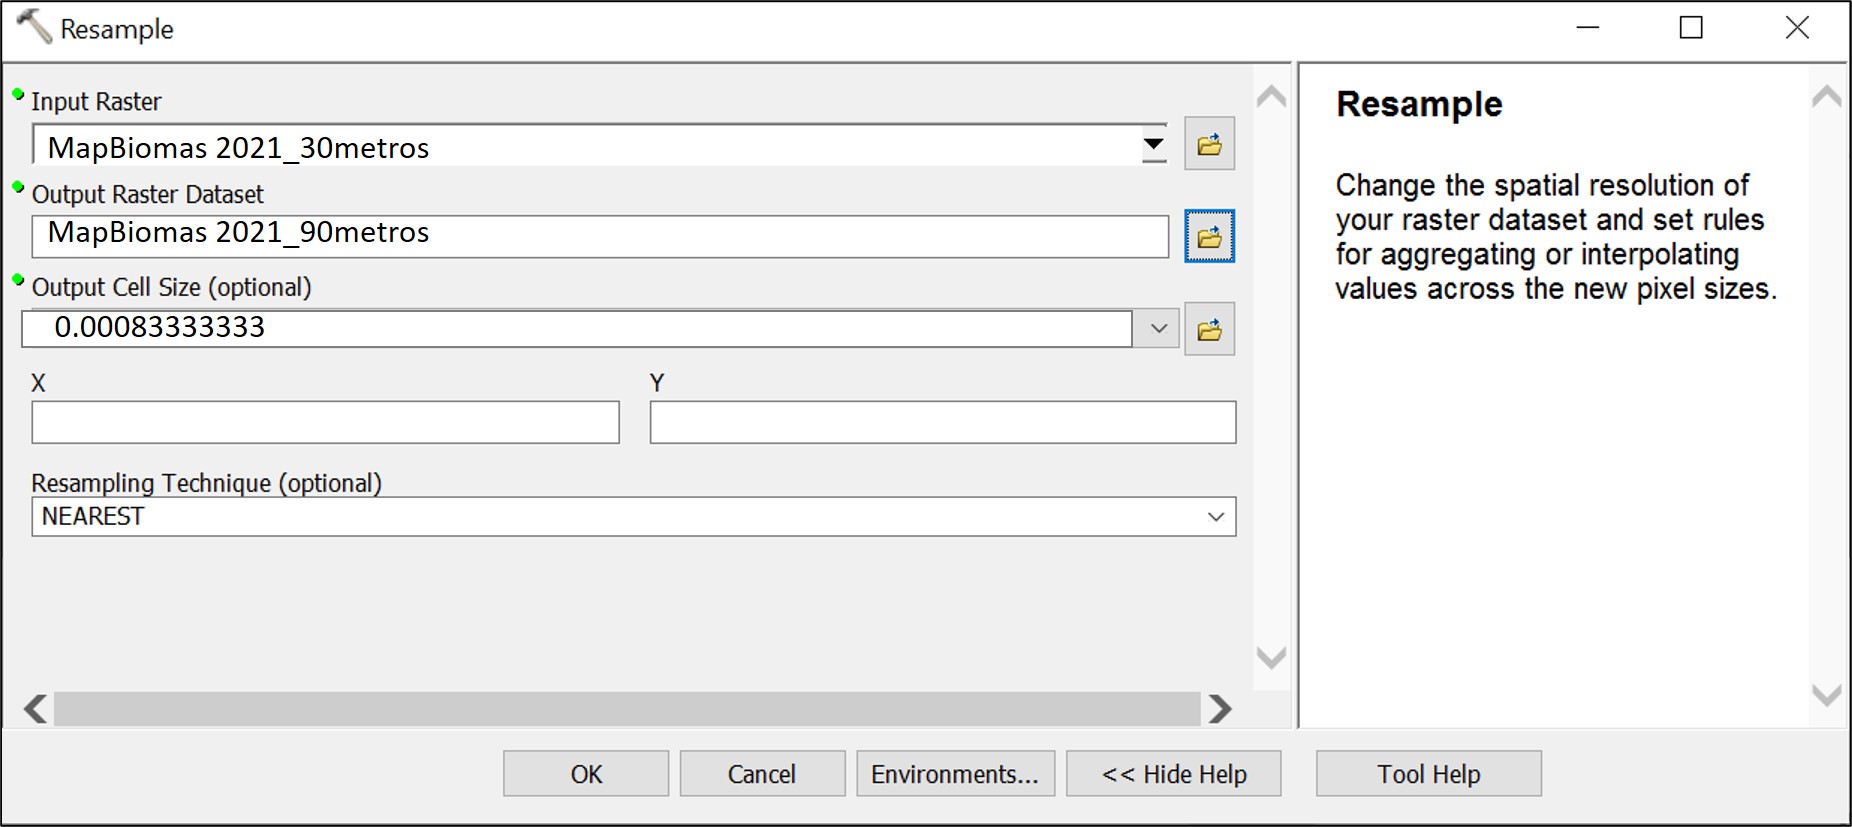 Resample
Input Raster
MapBiomas 2021_30metros
Output Raster Dataset
MapBiomas 2021_90metros
Output Cell Size (optional)
0.00083333333
X Y
Resampling Technique (optional)
NEAREST
OK Cancel Environments... << Hide Help Tool Help
Resample
Change the spatial resolution of
your raster dataset and set rules
for aggregating or interpolating
values across the new pixel sizes.